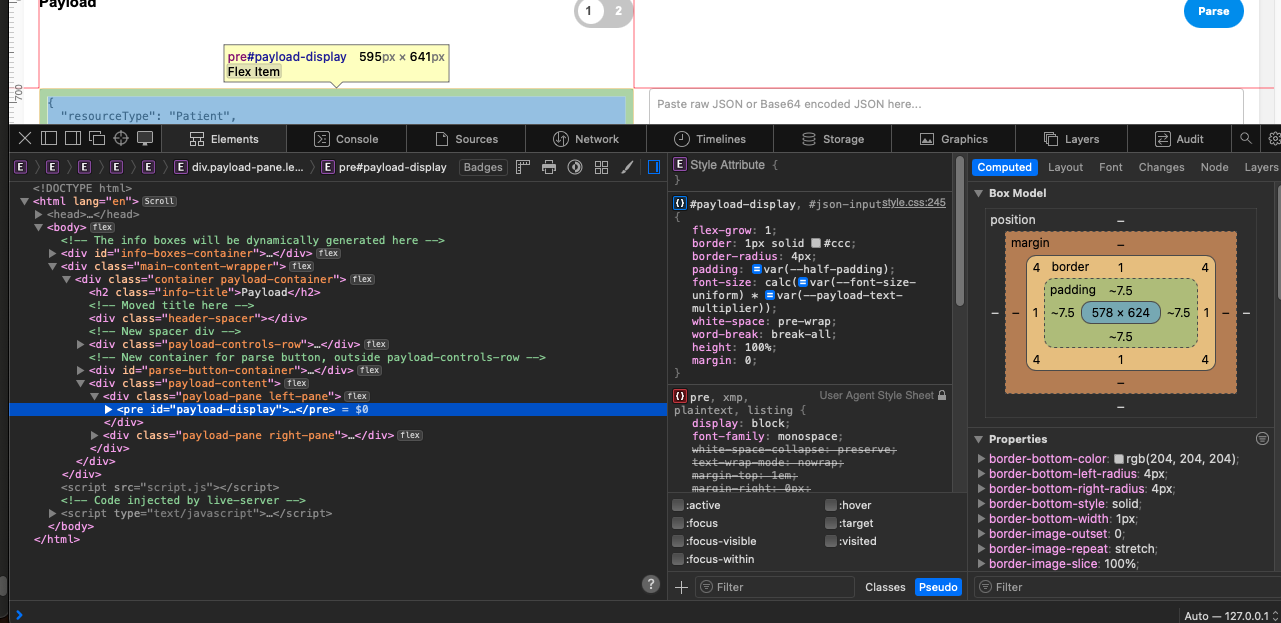 Payload
1 2
Parse
pre#payload-display 595px × 641px
Flex Item
700
{
"resourceType": "Patient",
Paste raw JSON or Base64 encoded JSON here...
Elements
Console
Sources
Network
Timelines
Storage
Graphics
Layers
Audit
E E E E E E div.payload-pane.le... E pre#payload-display
Badges
<!DOCTYPE html>
<html lang="en"> Scroll
<head>…</head>
<body> flex
<!-- The info boxes will be dynamically generated here -->
<div id="info-boxes-container">…</div> flex
<div class="main-content-wrapper"> flex
<div class="container payload-container"> flex
<h2 class="info-title">Payload</h2>
<!-- Moved title here -->
<div class="header-spacer"></div>
<!-- New spacer div -->
<div class="payload-controls-row">…</div> flex
<!-- New container for parse button, outside payload-controls-row -->
<div id="parse-button-container">…</div> flex
<div class="payload-content"> flex
<div class="payload-pane left-pane"> flex
<pre id="payload-display">…</pre> = $0
</div>
<div class="payload-pane right-pane">…</div> flex
</div>
</div>
</div>
<script src="script.js"></script>
<!-- Code injected by live-server -->
<script type="text/javascript">…</script>
</body>
</html>
?
E Style Attribute {
}
{} #payload-display, #json-input style.css:245
{
flex-grow: 1;
border: 1px solid #ccc;
border-radius: 4px;
padding: = var(--half-padding);
font-size: calc(= var(--font-size-
uniform) * = var(--payload-text-
multiplier));
white-space: pre-wrap;
word-break: break-all;
height: 100%;
margin: 0;
}
{} pre, xmp, User Agent Style Sheet
plaintext, listing {
display: block;
font-family: monospace;
white-space-collapse: preserve;
text-wrap-mode: nowrap;
margin-top: 1em;
margin-right: 0px;
:active
:hover
:focus
:target
:focus-visible
:visited
:focus-within
+ Filter
Classes
Pseudo
Computed
Layout
Font
Changes
Node
Layers
Box Model
position –
margin –
4 border 1 4
padding ~7.5
– – 1 ~7.5 578 × 624 ~7.5 1 – –
~7.5
4 1 4
–
–
Properties
border-bottom-color: rgb(204, 204, 204);
border-bottom-left-radius: 4px;
border-bottom-right-radius: 4px;
border-bottom-style: solid;
border-bottom-width: 1px;
border-image-outset: 0;
border-image-repeat: stretch;
border-image-slice: 100%;
Filter
Auto — 127.0.0.1